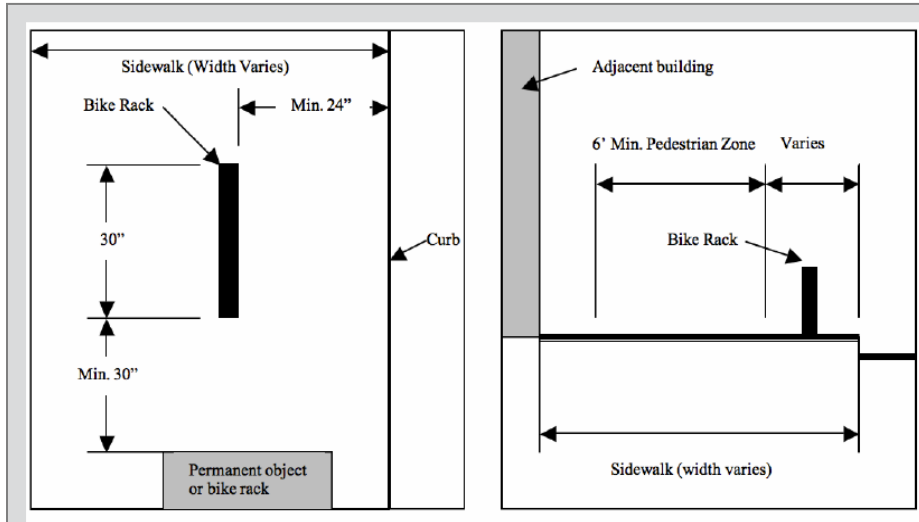 Sidewalk (Width Varies)
Bike Rack
Min. 24”
30”
Curb
Min. 30”
Permanent object
or bike rack
Adjacent building
6’ Min. Pedestrian Zone
Varies
Bike Rack
Sidewalk (width varies)